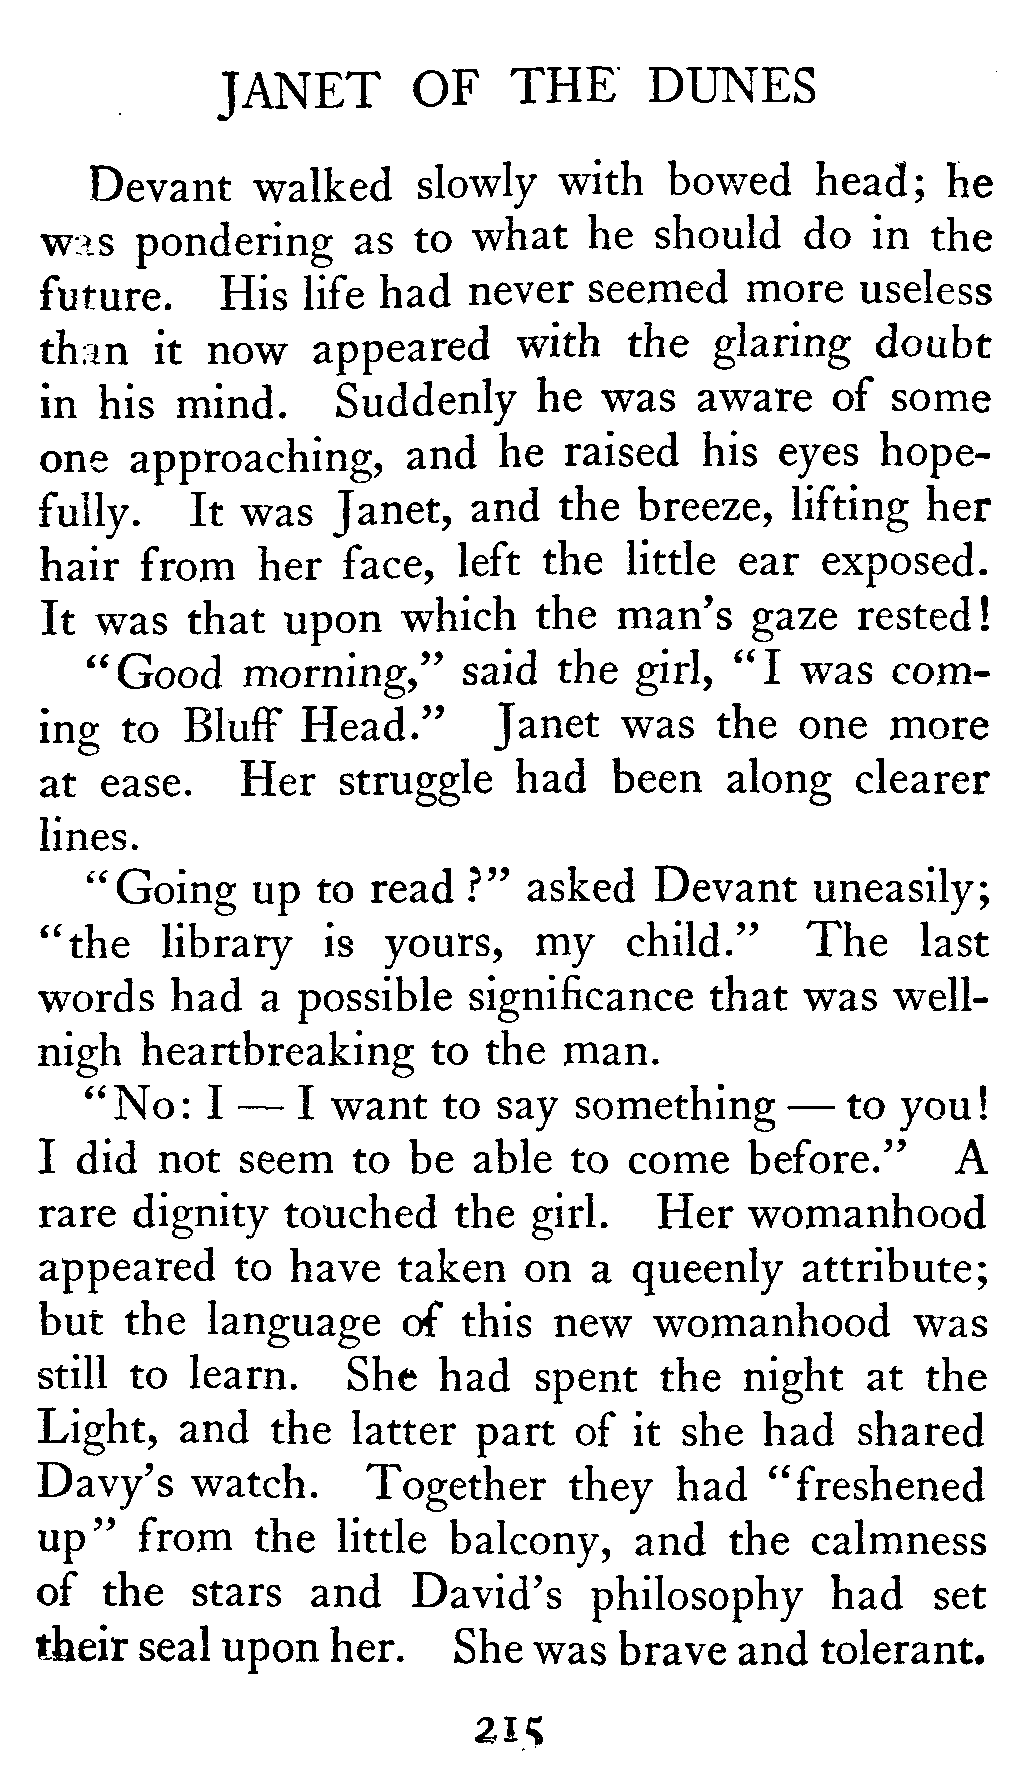 JANET OF THE DUNES
Devant walked slowly with bowed head; he
was pondering as to what he should do in the
future. His life had never seemed more useless
than it now appeared with the glaring doubt
in his mind. Suddenly he was aware of some
one approaching, and he raised his eyes hope-
fully. It was Janet, and the breeze, lifting her
hair from her face, left the little ear exposed.
It was that upon which the man's gaze rested!
"Good morning," said the girl, "I was com-
ing to Bluff Head." Janet was the one more
at ease. Her struggle had been along clearer
lines.
"Going up to read?" asked Devant uneasily;
"the library is yours, my child." The last
words had a possible significance that was well-
nigh heartbreaking to the man.
"No: I — I want to say something — to you!
I did not seem to be able to come before." A
rare dignity touched the girl. Her womanhood
appeared to have taken on a queenly attribute;
but the language of this new womanhood was
still to learn. She had spent the night at the
Light, and the latter part of it she had shared
Davy's watch. Together they had "freshened
up" from the little balcony, and the calmness
of the stars and David's philosophy had set
their seal upon her. She was brave and tolerant.
215